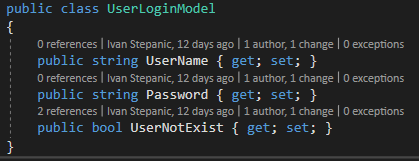 public class UserLoginModel
{
0 references | Ivan Stepanic, 12 days ago | 1 author, 1 change | 0 exceptions
public string UserName { get; set; }
0 references | Ivan Stepanic, 12 days ago | 1 author, 1 change | 0 exceptions
public string Password { get; set; }
2 references | Ivan Stepanic, 12 days ago | 1 author, 1 change | 0 exceptions
public bool UserNotExist { get; set; }
}